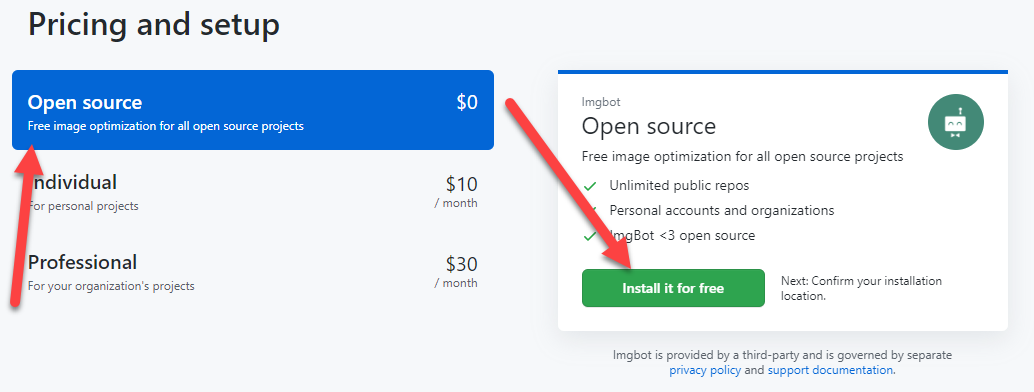 Pricing and setup
Open source
$0
Free image optimization for all open source projects
Individual
$10
For personal projects
/ month
Professional
$30
For your organization's projects
/ month
Imgbot
Open source
Free image optimization for all open source projects
Unlimited public repos
Personal accounts and organizations
ImgBot <3 open source
Install it for free
Next: Confirm your installation
location.
Imgbot is provided by a third-party and is governed by separate
privacy policy and support documentation.